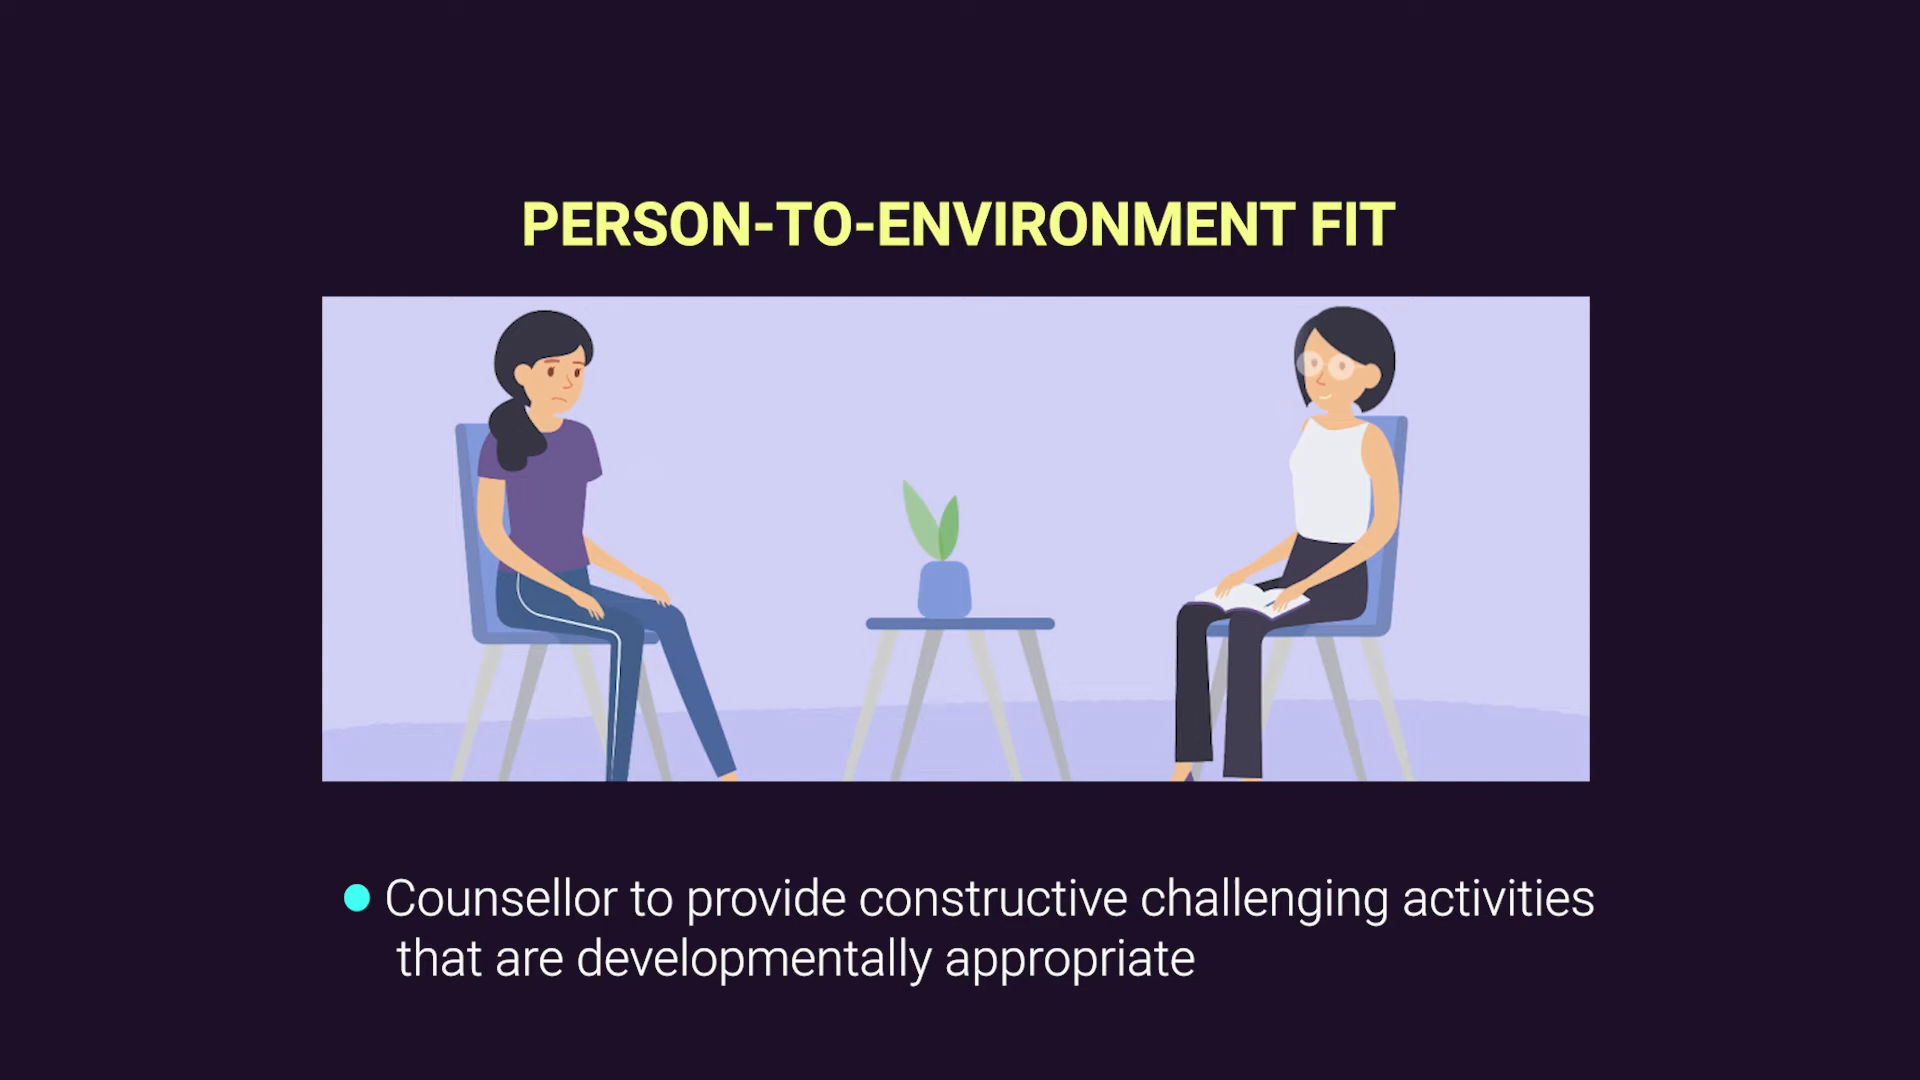 PERSON-TO-ENVIRONMENT FIT
Counsellor to provide constructive challenging activities
that are developmentally appropriate